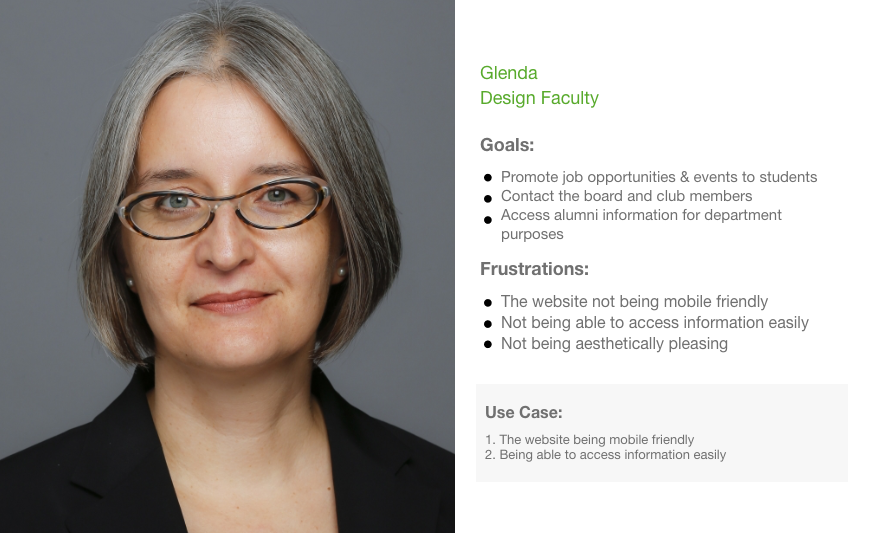 Glenda
Design Faculty
Goals:
Promote job opportunities & events to students
Contact the board and club members
Access alumni information for department
purposes
Frustrations:
The website not being mobile friendly
Not being able to access information easily
Not being aesthetically pleasing
Use Case:
1. The website being mobile friendly
2. Being able to access information easily